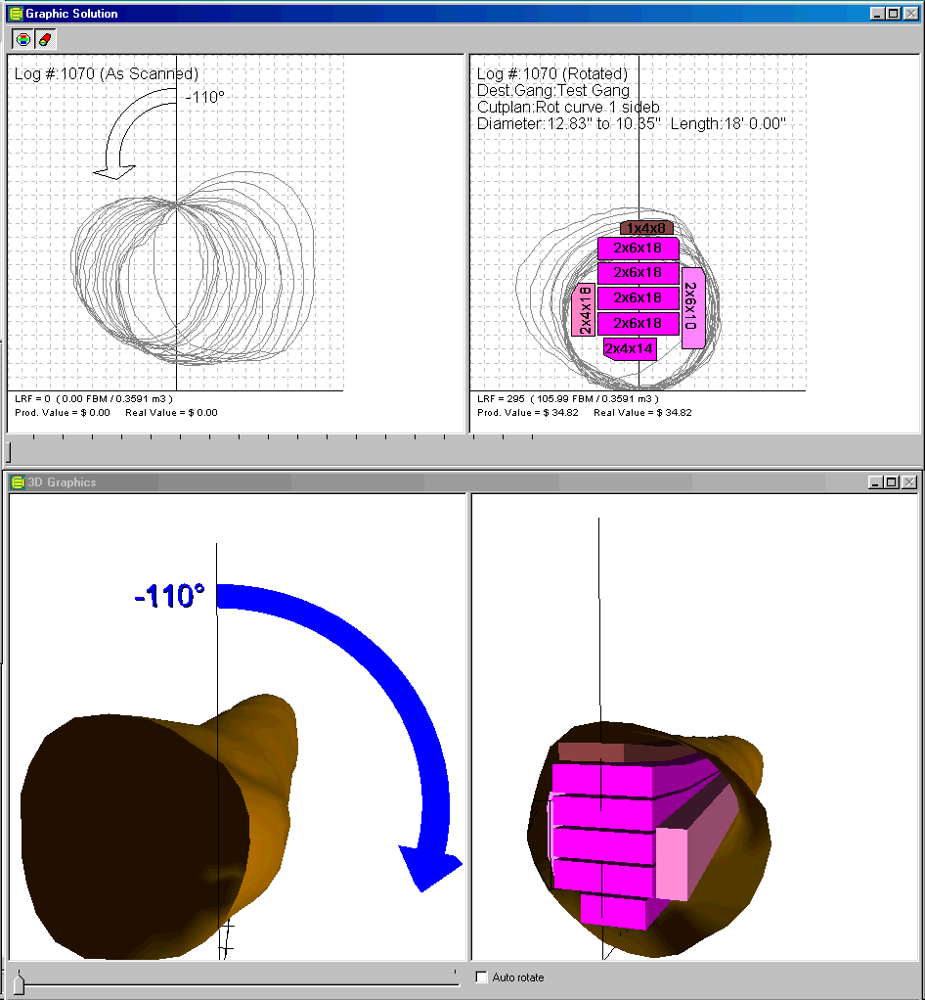 Graphic Solution
Log #:1070 (As Scanned)
-110°
LRF = 0 ( 0.00 FBM / 0.3591 m3 )
Prod. Value = $ 0.00 Real Value = $ 0.00
Log #:1070 (Rotated)
Dest.Gang:Test Gang
Cutplan:Rot curve 1 sideb
Diameter:12.83" to 10.35" Length:18' 0.00"
1x4x8
2x6x18
2x6x18
2x6x18
2x6x18
2x4x14
2x4x18
2x6x10
LRF = 295 ( 105.99 FBM / 0.3591 m3 )
Prod. Value = $ 34.82 Real Value = $ 34.82
3D Graphics
-110°
Auto rotate